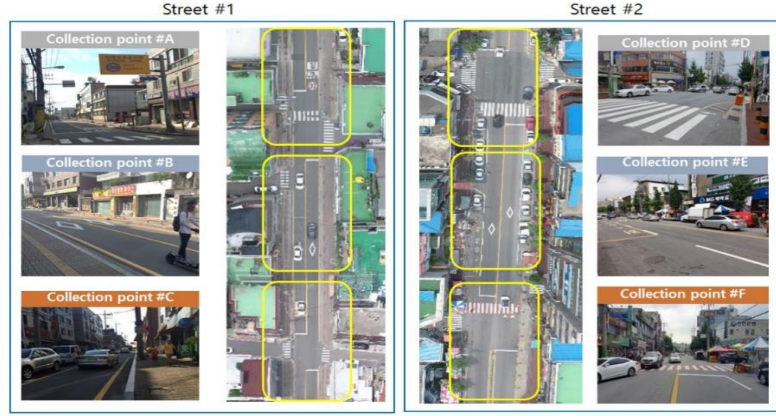 Street #1
Street #2
Collection point #A
Collection point #B
Collection point #C
Collection point #D
Collection point #E
Collection point #F